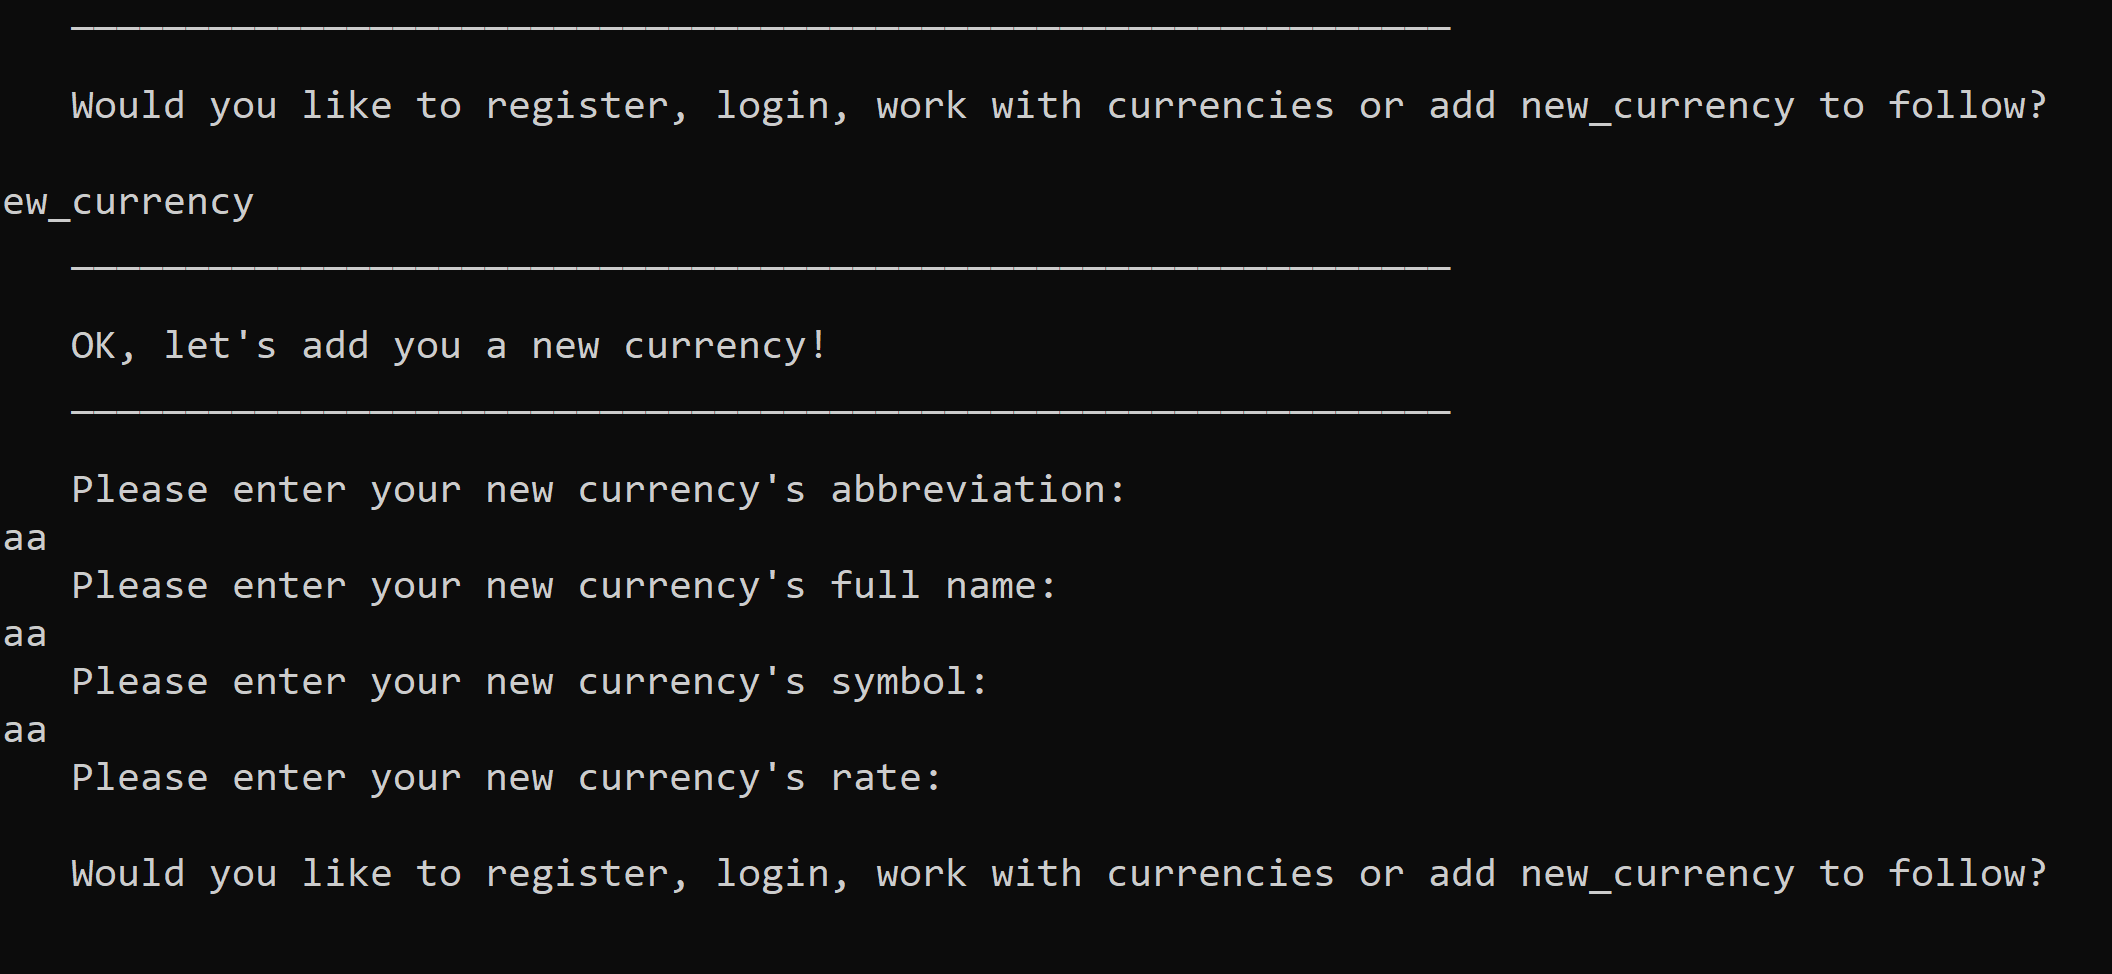 ____________________________________________________________
Would you like to register, login, work with currencies or add new_currency to follow?
ew_currency
____________________________________________________________
OK, let's add you a new currency!
____________________________________________________________
Please enter your new currency's abbreviation:
aa
Please enter your new currency's full name:
aa
Please enter your new currency's symbol:
aa
Please enter your new currency's rate:
Would you like to register, login, work with currencies or add new_currency to follow?